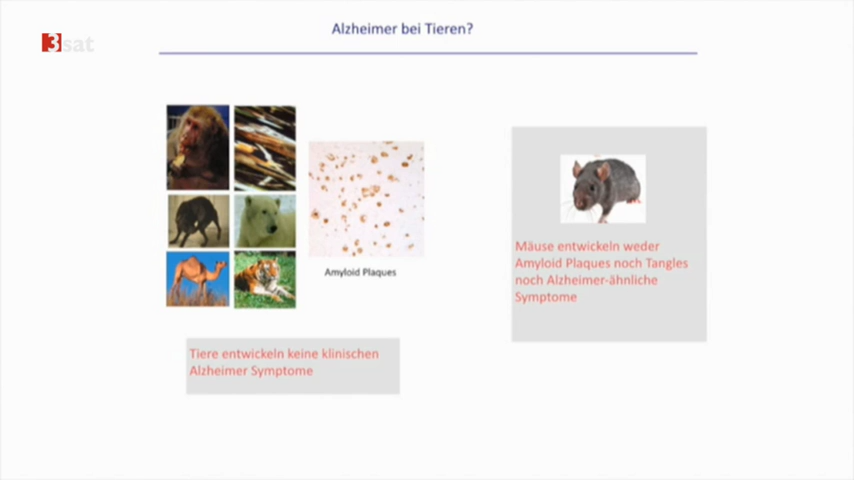 Alzheimer bei Tieren?
3sat
Amyloid Plaques
Mäuse entwickeln weder
Amyloid Plaques noch Tangles
noch Alzheimer-ähnliche
Symptome
Tiere entwickeln keine klinischen
Alzheimer Symptome